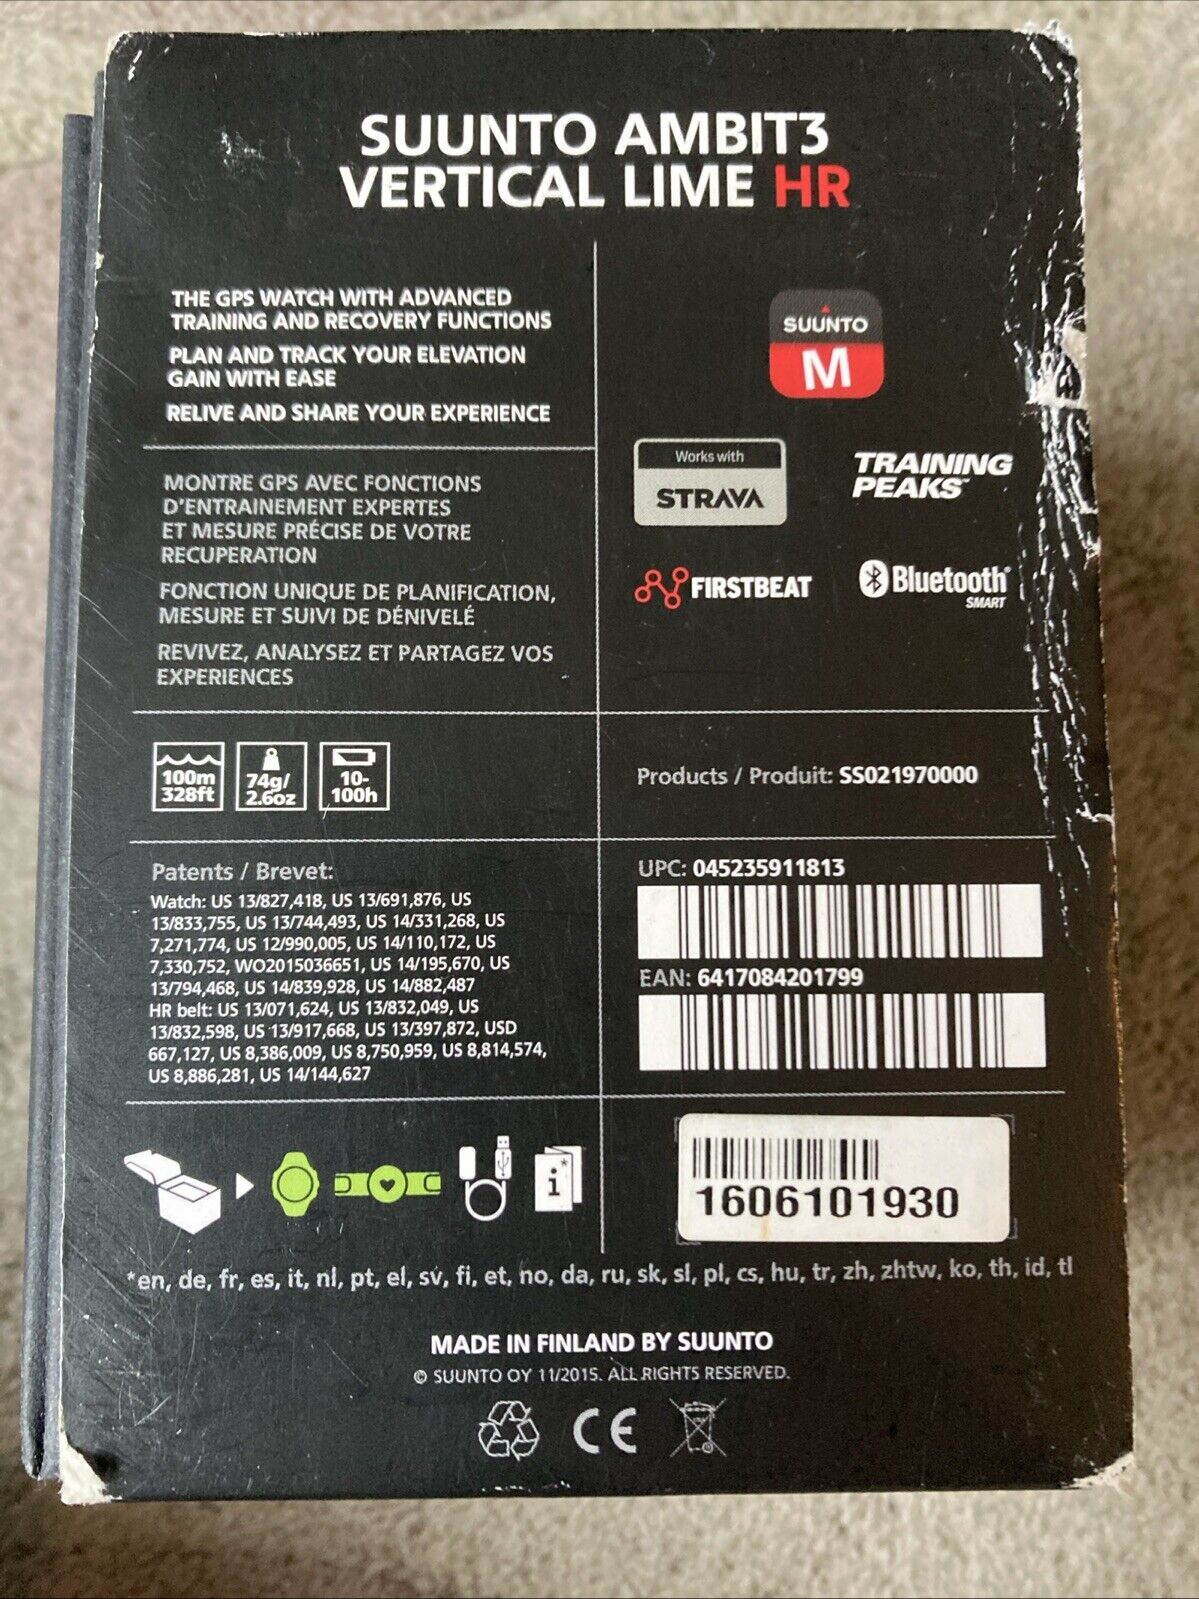 SUUNTO AMBIT3
VERTICAL LIME HR
THE GPS WATCH WITH ADVANCED
TRAINING AND RECOVERY FUNCTIONS
PLAN AND TRACK YOUR ELEVATION
GAIN WITH EASE
RELIVE AND SHARE YOUR EXPERIENCE
MONTRE GPS AVEC FONCTIONS
D'ENTRAINEMENT EXPERTES
ET MESURE PRÉCISE DE VOTRE
RECUPERATION
FONCTION UNIQUE DE PLANIFICATION,
MESURE ET SUIVI DE DÉNIVELÉ
REVIVEZ, ANALYSEZ ET PARTAGEZ VOS
EXPERIENCES
SUUNTO
M
Works with
STRAVA
TRAINING
PEAKS™
FIRSTBEAT
Bluetooth®
SMART
100m
328ft
74g/
2.6oz
10-
100h
Products / Produit: SS021970000
Patents / Brevet:
Watch: US 13/827,418, US 13/691,876, US
13/833,755, US 13/744,493, US 14/331,268, US
7,271,774, US 12/990,005, US 14/110,172, US
7,330,752, WO2015036651, US 14/195,670, US
13/794,468, US 14/839,928, US 14/882,487
HR belt: US 13/071,624, US 13/832,049, US
13/832,598, US 13/917,668, US 13/397,872, USD
667,127, US 8,386,009, US 8,750,959, US 8,814,574,
US 8,886,281, US 14/144,627
UPC: 045235911813
EAN: 6417084201799
i*
1606101930
*en, de, fr, es, it, nl, pt, el, sv, fi, et, no, da, ru, sk, sl, pl, cs, hu, tr, zh, zhtw, ko, th, id, tl
MADE IN FINLAND BY SUUNTO
© SUUNTO OY 11/2015. ALL RIGHTS RESERVED.
CE